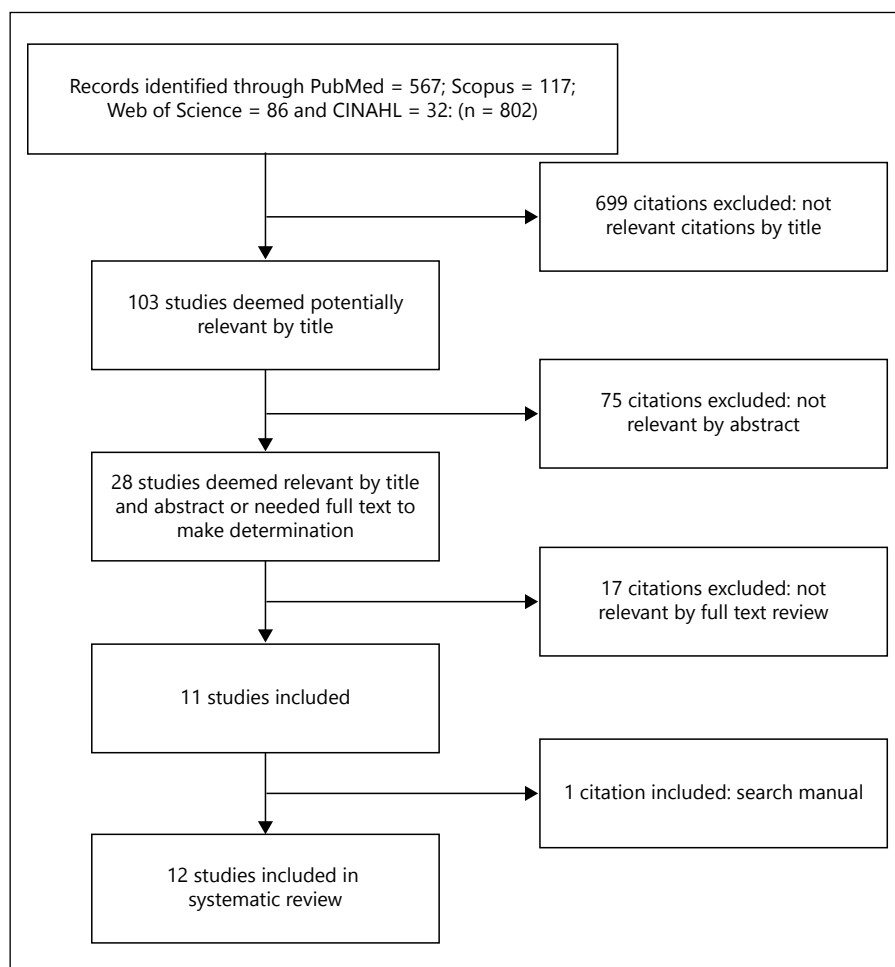 Records identified through PubMed = 567; Scopus = 117;
Web of Science = 86 and CINAHL = 32: (n = 802)
699 citations excluded: not
relevant citations by title
103 studies deemed potentially
relevant by title
75 citations excluded: not
relevant by abstract
28 studies deemed relevant by title
and abstract or needed full text to
make determination
17 citations excluded: not
relevant by full text review
11 studies included
1 citation included: search manual
12 studies included in
systematic review